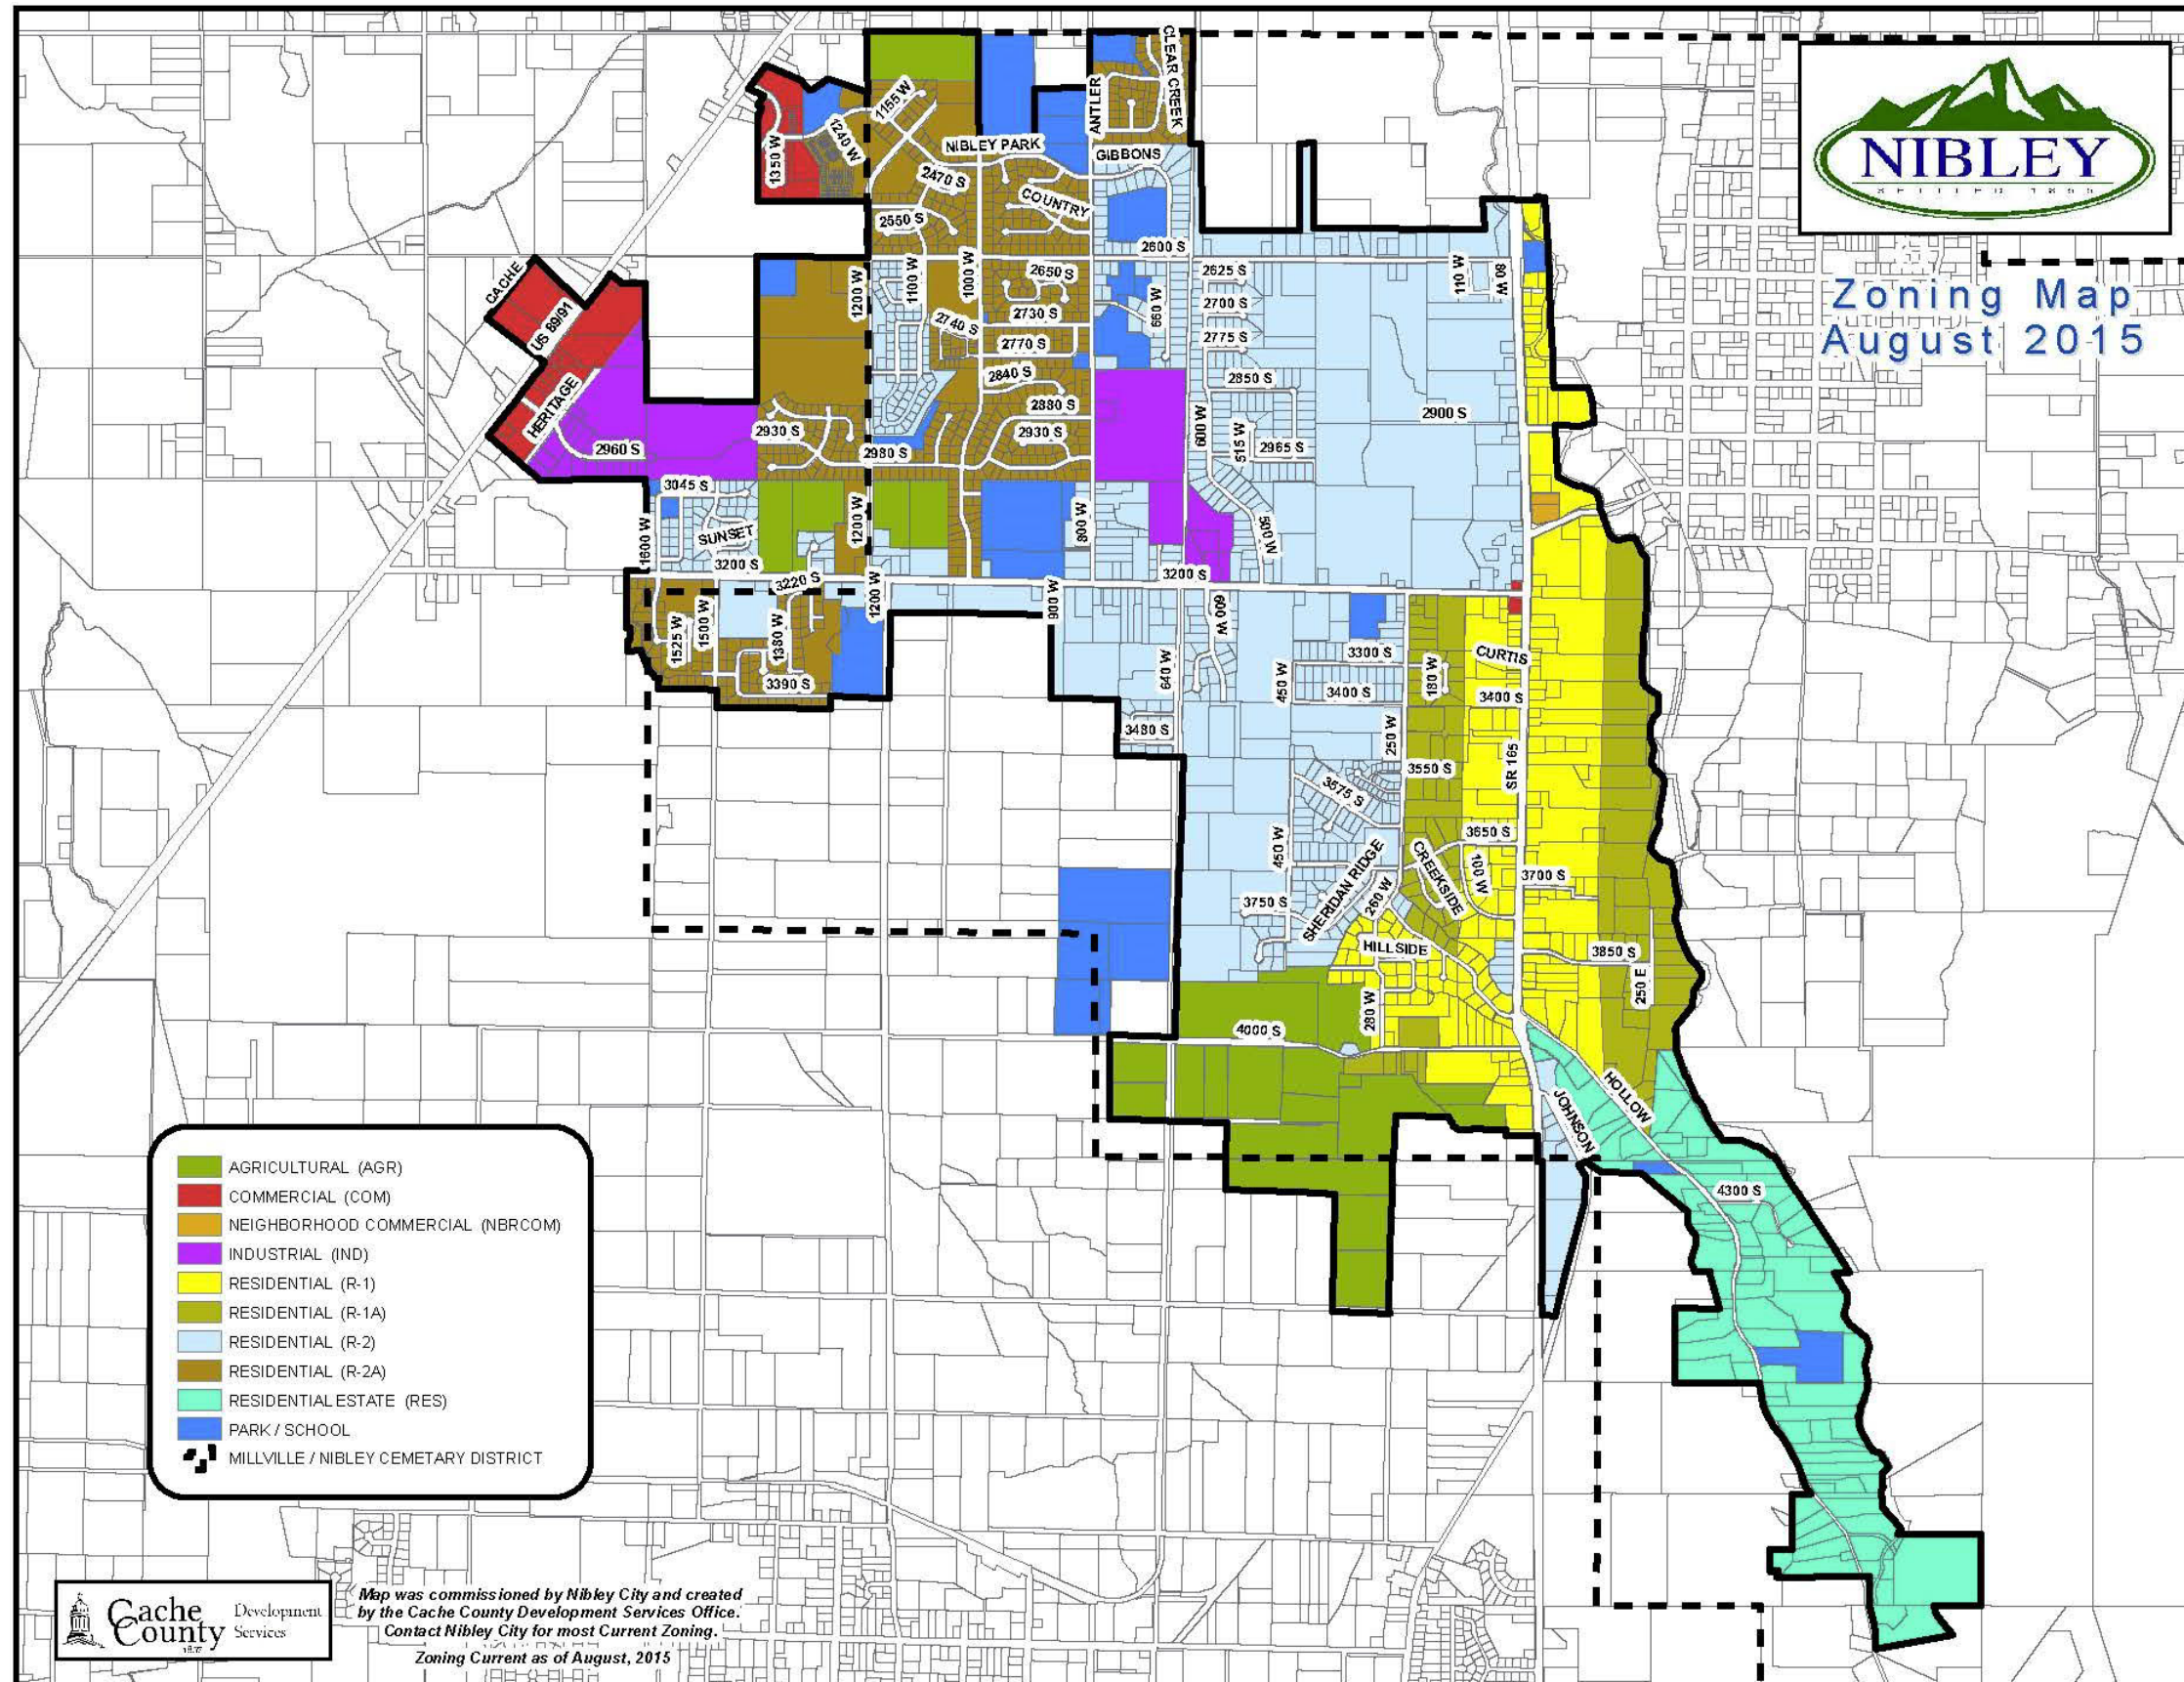 NIBLEY
SETTLED 1855
Zoning Map
August 2015
CLEAR CREEK
ANTLER
1155 W
1240 W
1350 W
NIBLEY PARK
GIBBONS
2470 S
COUNTRY
2550 S
2600 S
CACHE
US 89/91
HERITAGE
1200 W
1100 W
1000 W
2650 S
2625 S
110 W
80 W
660 W
2700 S
2740 S
2730 S
2775 S
2770 S
2840 S
2850 S
2880 S
2900 S
600 W
2930 S
2930 S
515 W
2965 S
2960 S
2980 S
3045 S
1600 W
SUNSET
1200 W
800 W
500 W
3200 S
3220 S
3200 S
1200 W
900 W
600 W
1525 W
1500 W
1380 W
3390 S
640 W
3300 S
CURTIS
450 W
3400 S
180 W
3400 S
3480 S
250 W
SR 165
3550 S
3575 S
450 W
3650 S
SHERIDAN RIDGE
CREEKSIDE
100 W
3700 S
260 W
3750 S
HILLSIDE
3850 S
250 E
280 W
4000 S
HOLLOW
JOHNSON
4300 S
AGRICULTURAL (AGR)
COMMERCIAL (COM)
NEIGHBORHOOD COMMERCIAL (NBRCOM)
INDUSTRIAL (IND)
RESIDENTIAL (R-1)
RESIDENTIAL (R-1A)
RESIDENTIAL (R-2)
RESIDENTIAL (R-2A)
RESIDENTIAL ESTATE (RES)
PARK / SCHOOL
MILLVILLE / NIBLEY CEMETARY DISTRICT
Cache
County
1857
Development
Services
Map was commissioned by Nibley City and created
by the Cache County Development Services Office.
Contact Nibley City for most Current Zoning.
Zoning Current as of August, 2015